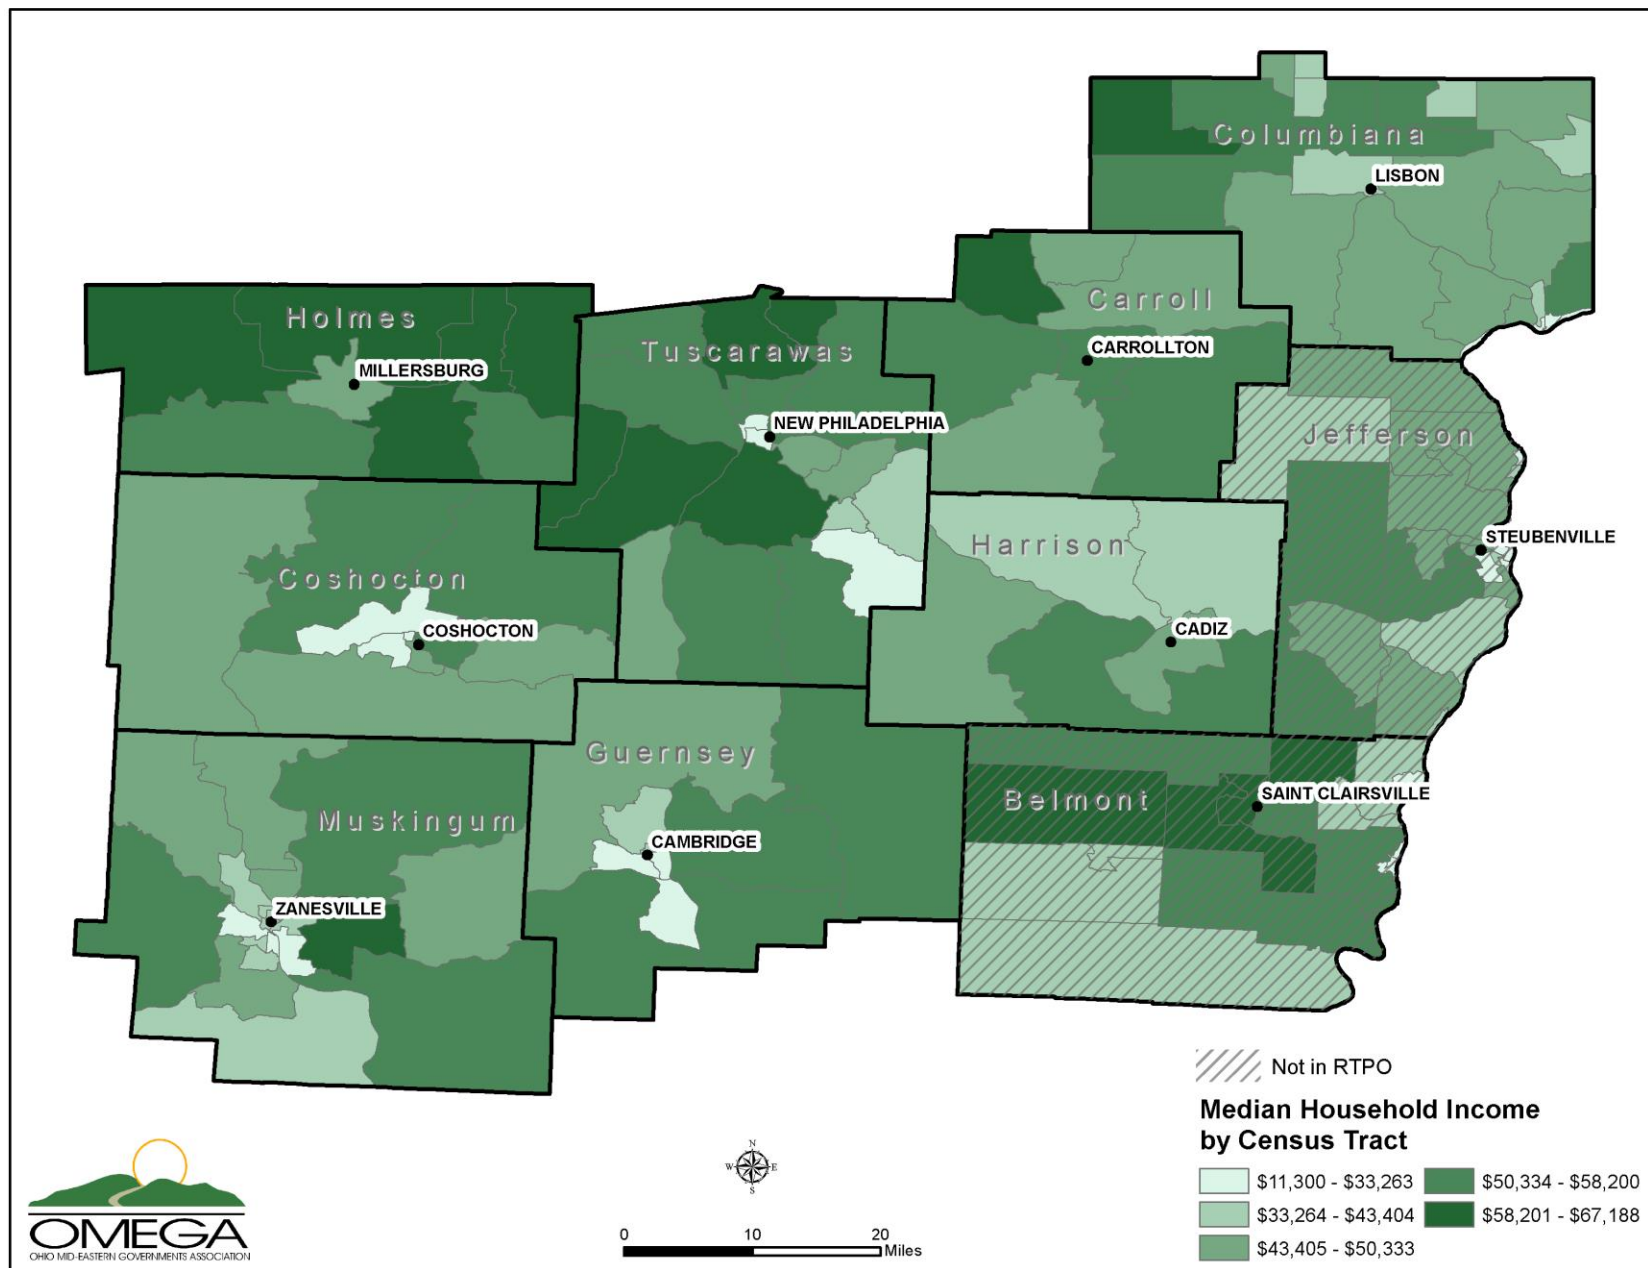 Columbiana
LISBON
Carroll
CARROLLTON
Holmes
MILLERSBURG
Tuscarawas
NEW PHILADELPHIA
Jefferson
STEUBENVILLE
Harrison
CADIZ
Coshocton
COSHOCTON
Guernsey
CAMBRIDGE
Belmont
SAINT CLAIRSVILLE
Muskingum
ZANESVILLE
Not in RTPO
Median Household Income
by Census Tract
$11,300 - $33,263
$50,334 - $58,200
$33,264 - $43,404
$58,201 - $67,188
$43,405 - $50,333
N
W E
S
0 10 20
Miles
OMEGA
OHIO MID-EASTERN GOVERNMENTS ASSOCIATION